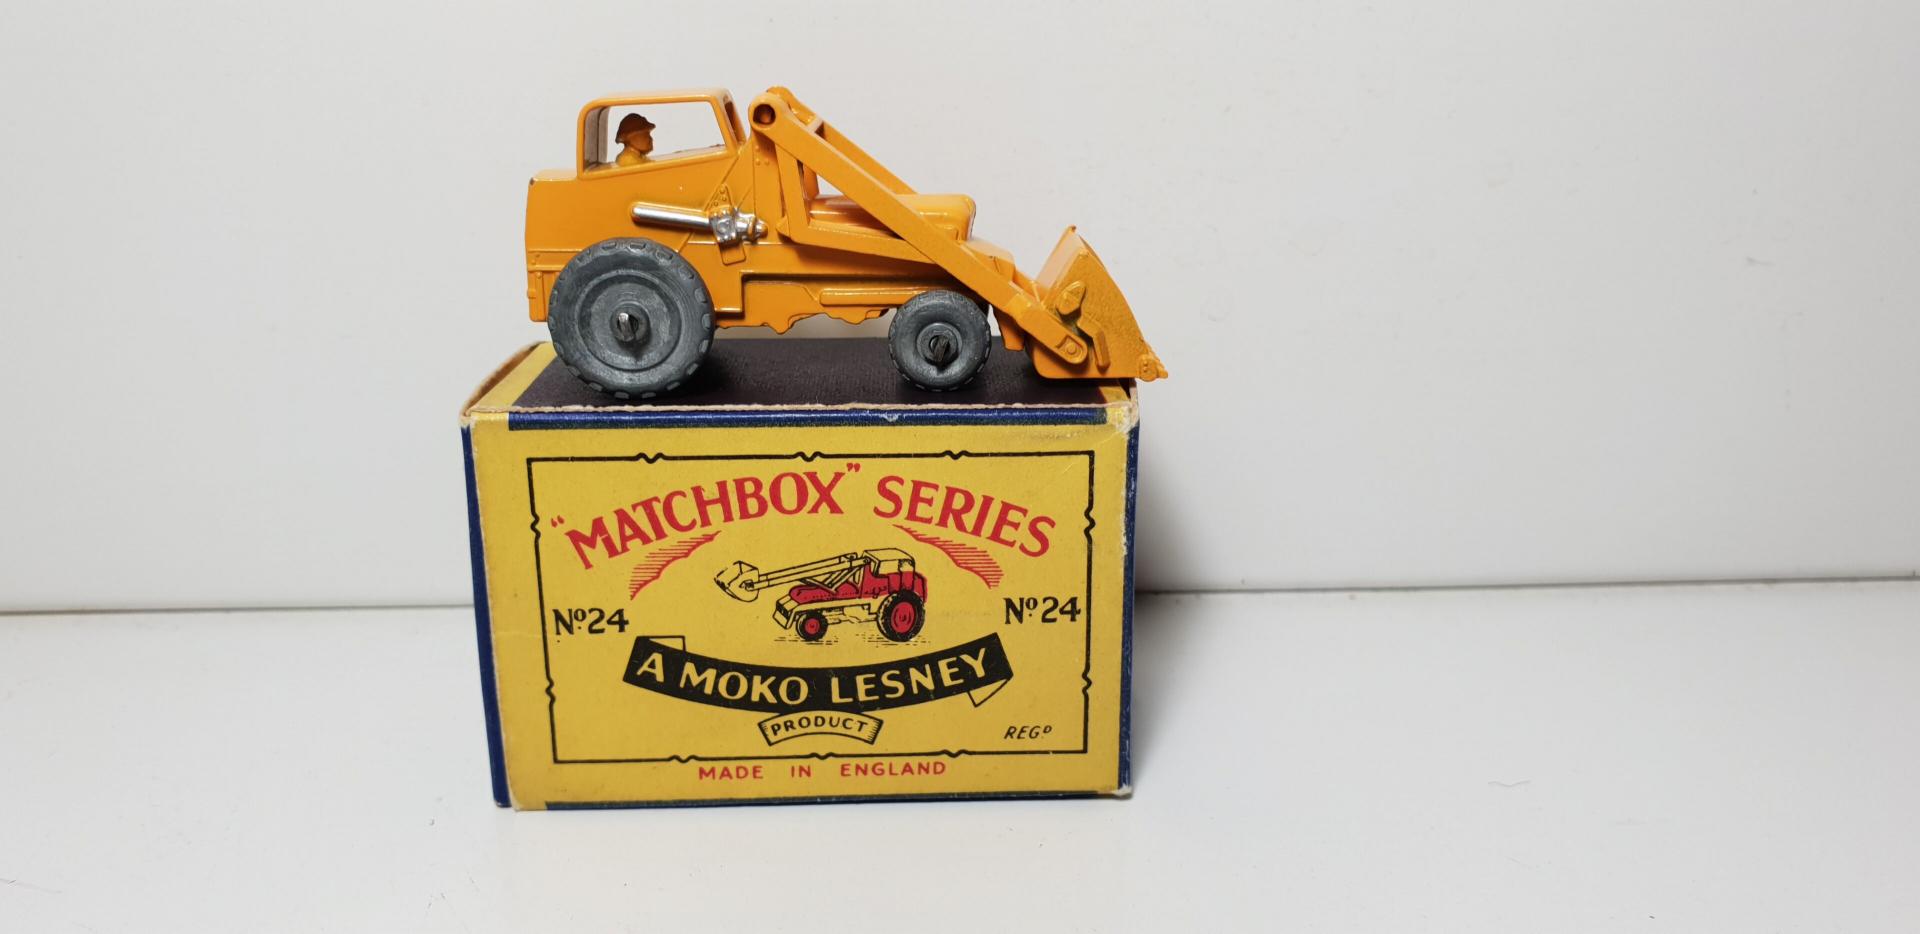 "MATCHBOX" SERIES
Nº24 Nº24
A MOKO LESNEY
PRODUCT
REGD
MADE IN ENGLAND